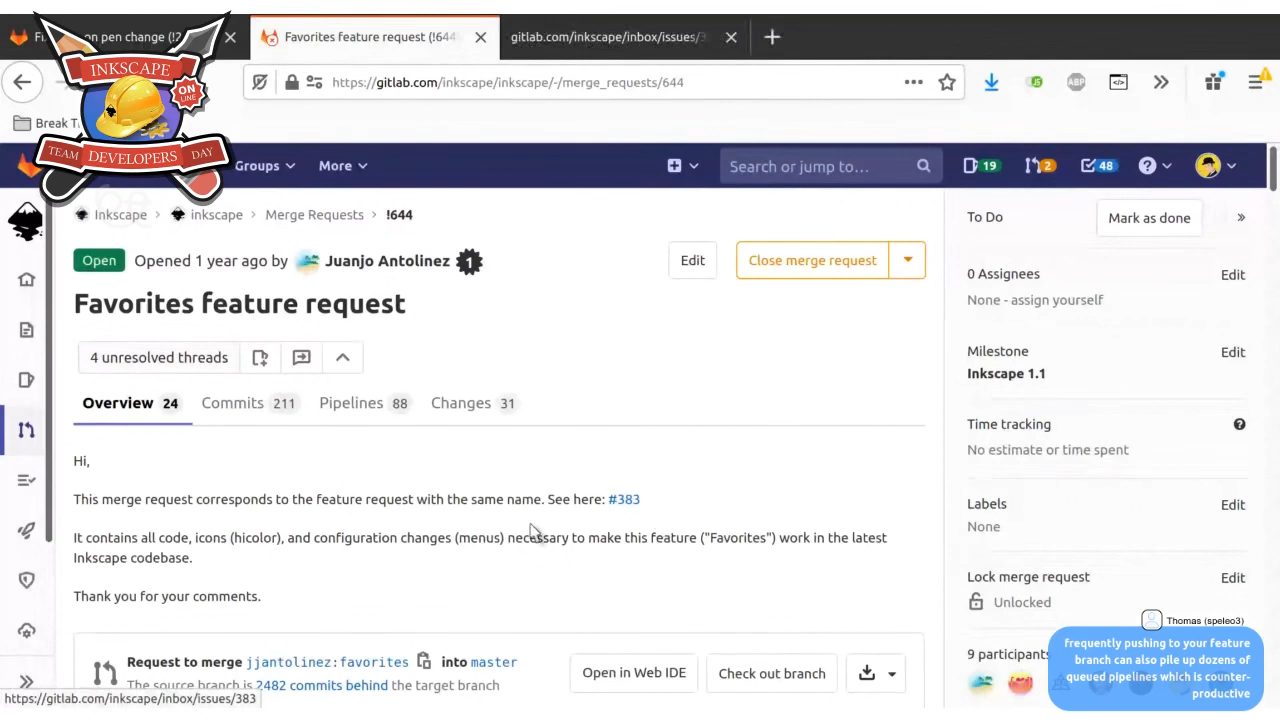 on pen change (!2
Favorites feature request (!644
gitlab.com/inkscape/inbox/issues/3
https://gitlab.com/inkscape/inkscape/-/merge_requests/644
JS
ABP
Break T
INKSCAPE
ON
LINE
TEAM DEVELOPERS DAY
Groups
More
Search or jump to...
19
2
48
Inkscape > inkscape > Merge Requests > !644
Open
Opened 1 year ago by Juanjo Antolinez 1
Edit
Close merge request
Favorites feature request
4 unresolved threads
Overview 24
Commits 211
Pipelines 88
Changes 31
Hi,
This merge request corresponds to the feature request with the same name. See here: #383
It contains all code, icons (hicolor), and configuration changes (menus) necessary to make this feature ("Favorites") work in the latest
Inkscape codebase.
Thank you for your comments.
Request to merge jjantolinez:favorites into master
The source branch is 2482 commits behind the target branch
Open in Web IDE
Check out branch
https://gitlab.com/inkscape/inbox/issues/383
To Do
Mark as done
0 Assignees
Edit
None - assign yourself
Milestone
Edit
Inkscape 1.1
Time tracking
No estimate or time spent
Labels
Edit
None
Lock merge request
Edit
Unlocked
9 participants
Thomas (speleo3)
frequently pushing to your feature
branch can also pile up dozens of
queued pipelines which is counter-
productive